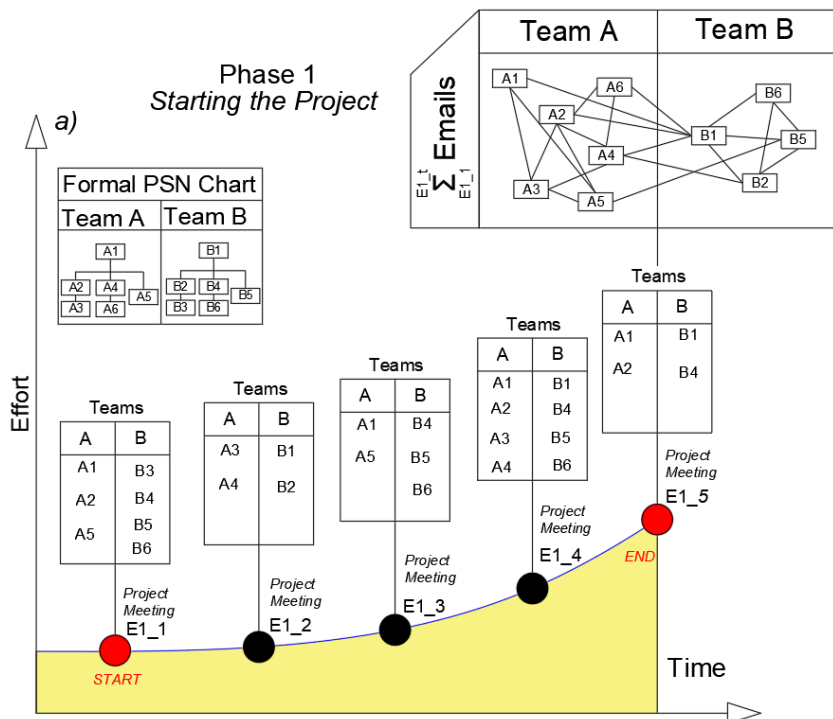 Phase 1
Starting the Project
a)
Effort
Time
Formal PSN Chart
Team A Team B
A1 B1
A2 A4 A5 B2 B4 B5
A3 A6 B3 B6
E1_t
∑ Emails
E1_1
Team A Team B
A1 A6 B6
A2 B1 B5
A4
A3 A5 B2
Teams
A B
A1 B3
A2 B4
A5 B5
B6
Project
Meeting
E1_1
START
Teams
A B
A3 B1
A4 B2
Project
Meeting
E1_2
Teams
A B
A1 B4
A5 B5
B6
Project
Meeting
E1_3
Teams
A B
A1 B1
A2 B4
A3 B5
A4 B6
Project
Meeting
E1_4
Teams
A B
A1 B1
A2 B4
Project
Meeting
E1_5
END